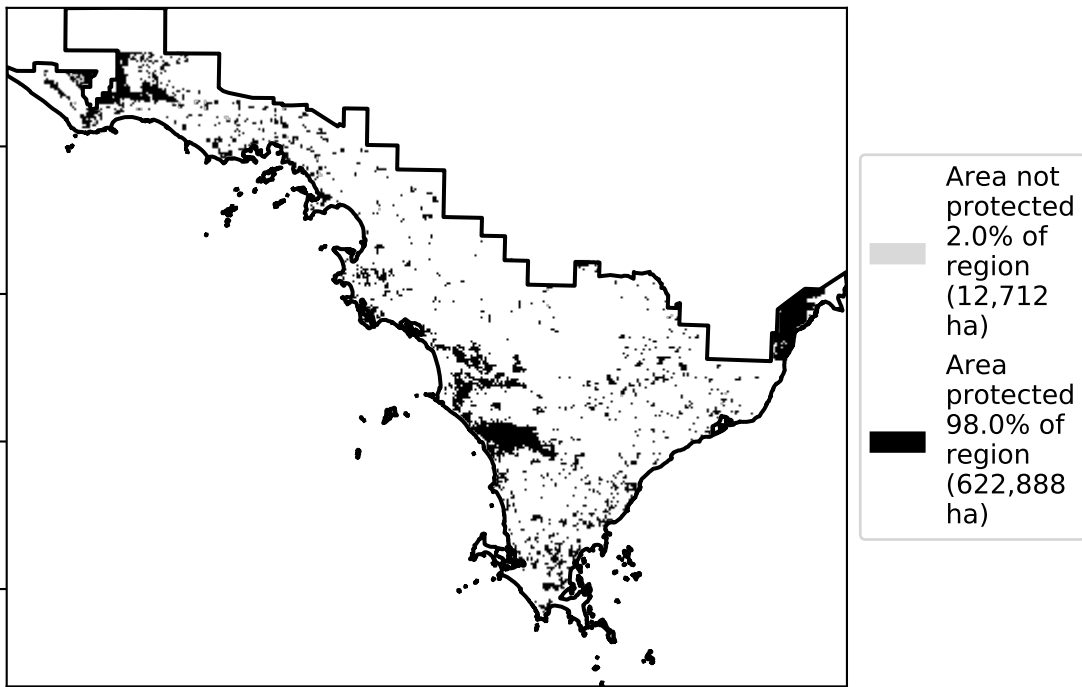 Area not
protected
2.0% of
region
(12,712
ha)
Area
protected
98.0% of
region
(622,888
ha)